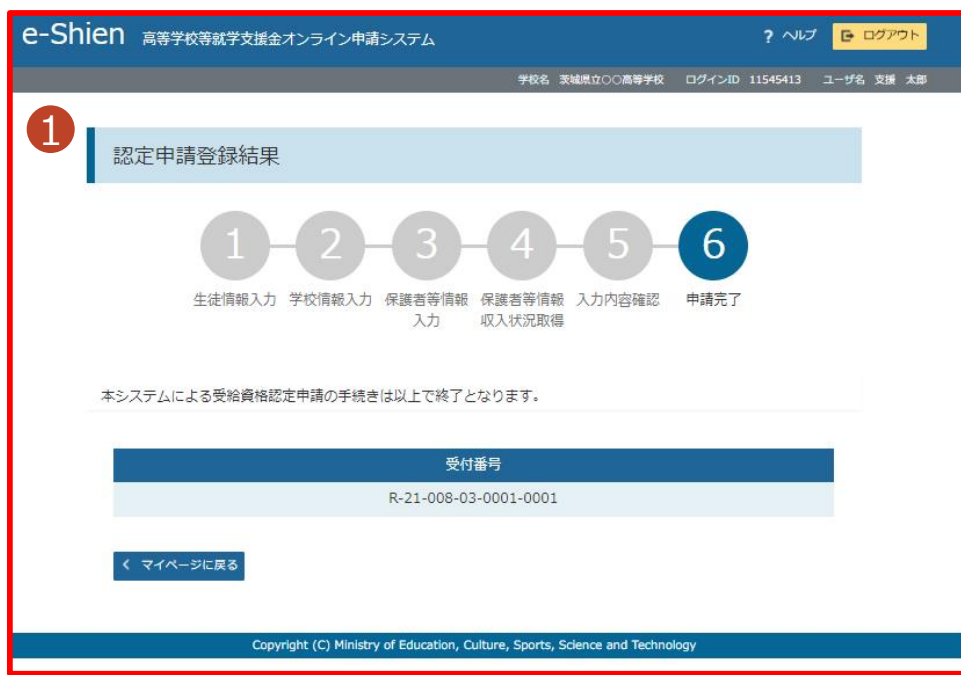 e-Shien 高等学校等就学支援金オンライン申請システム
? ヘルプ
ログアウト
学校名 茨城県立○○高等学校 ログインID 11545413 ユーザ名 支援 太郎
1
認定申請登録結果
1 2 3 4 5 6
生徒情報入力 学校情報入力 保護者等情報 保護者等情報 入力内容確認 申請完了
入力 収入状況取得
本システムによる受給資格認定申請の手続きは以上で終了となります。
受付番号
R-21-008-03-0001-0001
く マイページに戻る
Copyright (C) Ministry of Education, Culture, Sports, Science and Technology